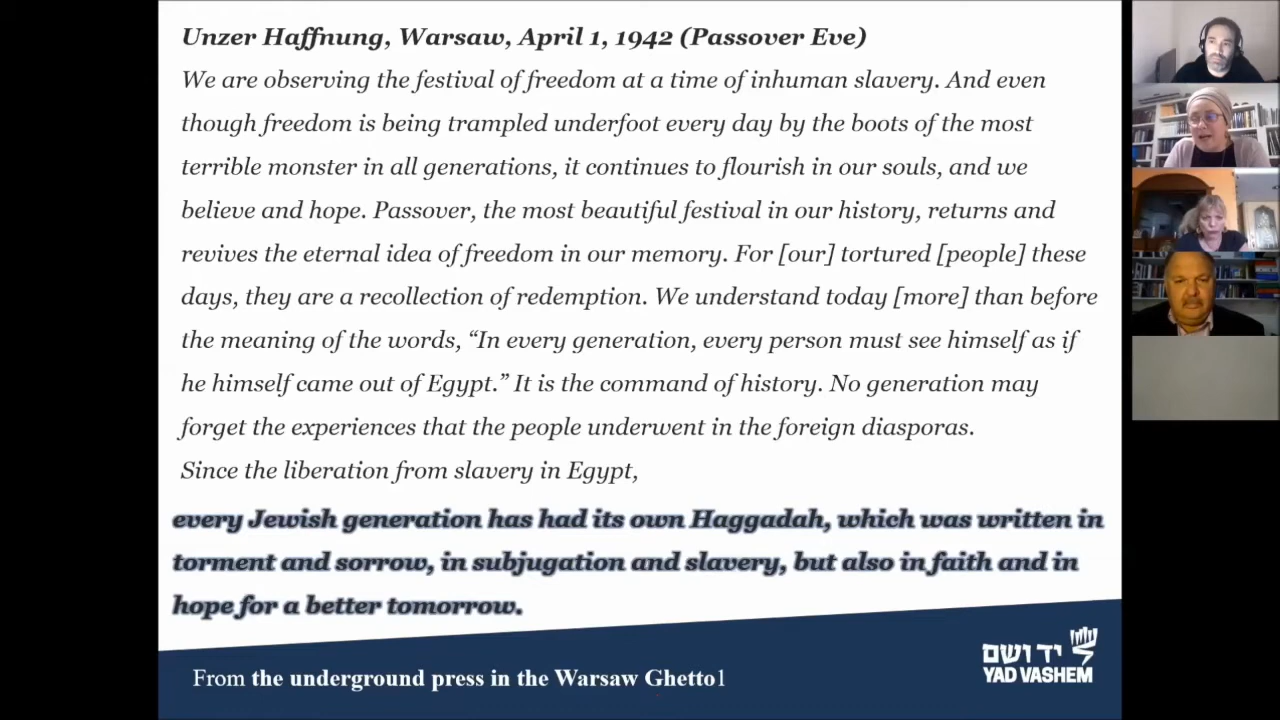 Unzer Haffnung, Warsaw, April 1, 1942 (Passover Eve)
We are observing the festival of freedom at a time of inhuman slavery. And even
though freedom is being trampled underfoot every day by the boots of the most
terrible monster in all generations, it continues to flourish in our souls, and we
believe and hope. Passover, the most beautiful festival in our history, returns and
revives the eternal idea of freedom in our memory. For [our] tortured [people] these
days, they are a recollection of redemption. We understand today [more] than before
the meaning of the words, “In every generation, every person must see himself as if
he himself came out of Egypt.” It is the command of history. No generation may
forget the experiences that the people underwent in the foreign diasporas.
Since the liberation from slavery in Egypt,
every Jewish generation has had its own Haggadah, which was written in
torment and sorrow, in subjugation and slavery, but also in faith and in
hope for a better tomorrow.
From the underground press in the Warsaw Ghetto1
יד ושם
YAD VASHEM